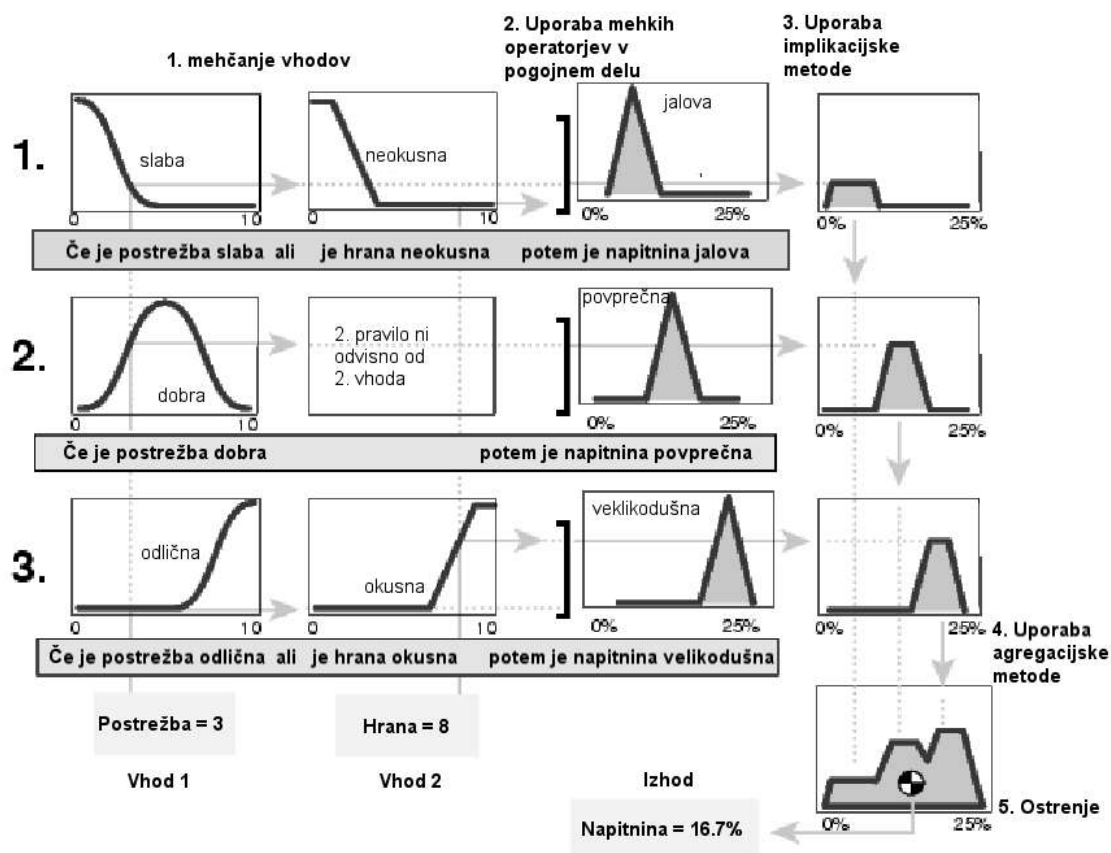 1. mehčanje vhodov
2. Uporaba mehkih
operatorjev v
pogojnem delu
3. Uporaba
implikacijske
metode
1.
slaba
0 10
neokusna
0 10
jalova
0% 25%
0% 25%
Če je postrežba slaba ali je hrana neokusna potem je napitnina jalova
2.
dobra
0 10
2. pravilo ni
odvisno od
2. vhoda
povprečna
0% 25%
0% 25%
Če je postrežba dobra potem je napitnina povprečna
3.
odlična
0 10
okusna
0 10
veklikodušna
0% 25%
0% 25%
Če je postrežba odlična ali je hrana okusna potem je napitnina velikodušna
4. Uporaba
agregacijske
metode
Postrežba = 3
Hrana = 8
Vhod 1
Vhod 2
Izhod
0% 25%
5. Ostrenje
Napitnina = 16.7%